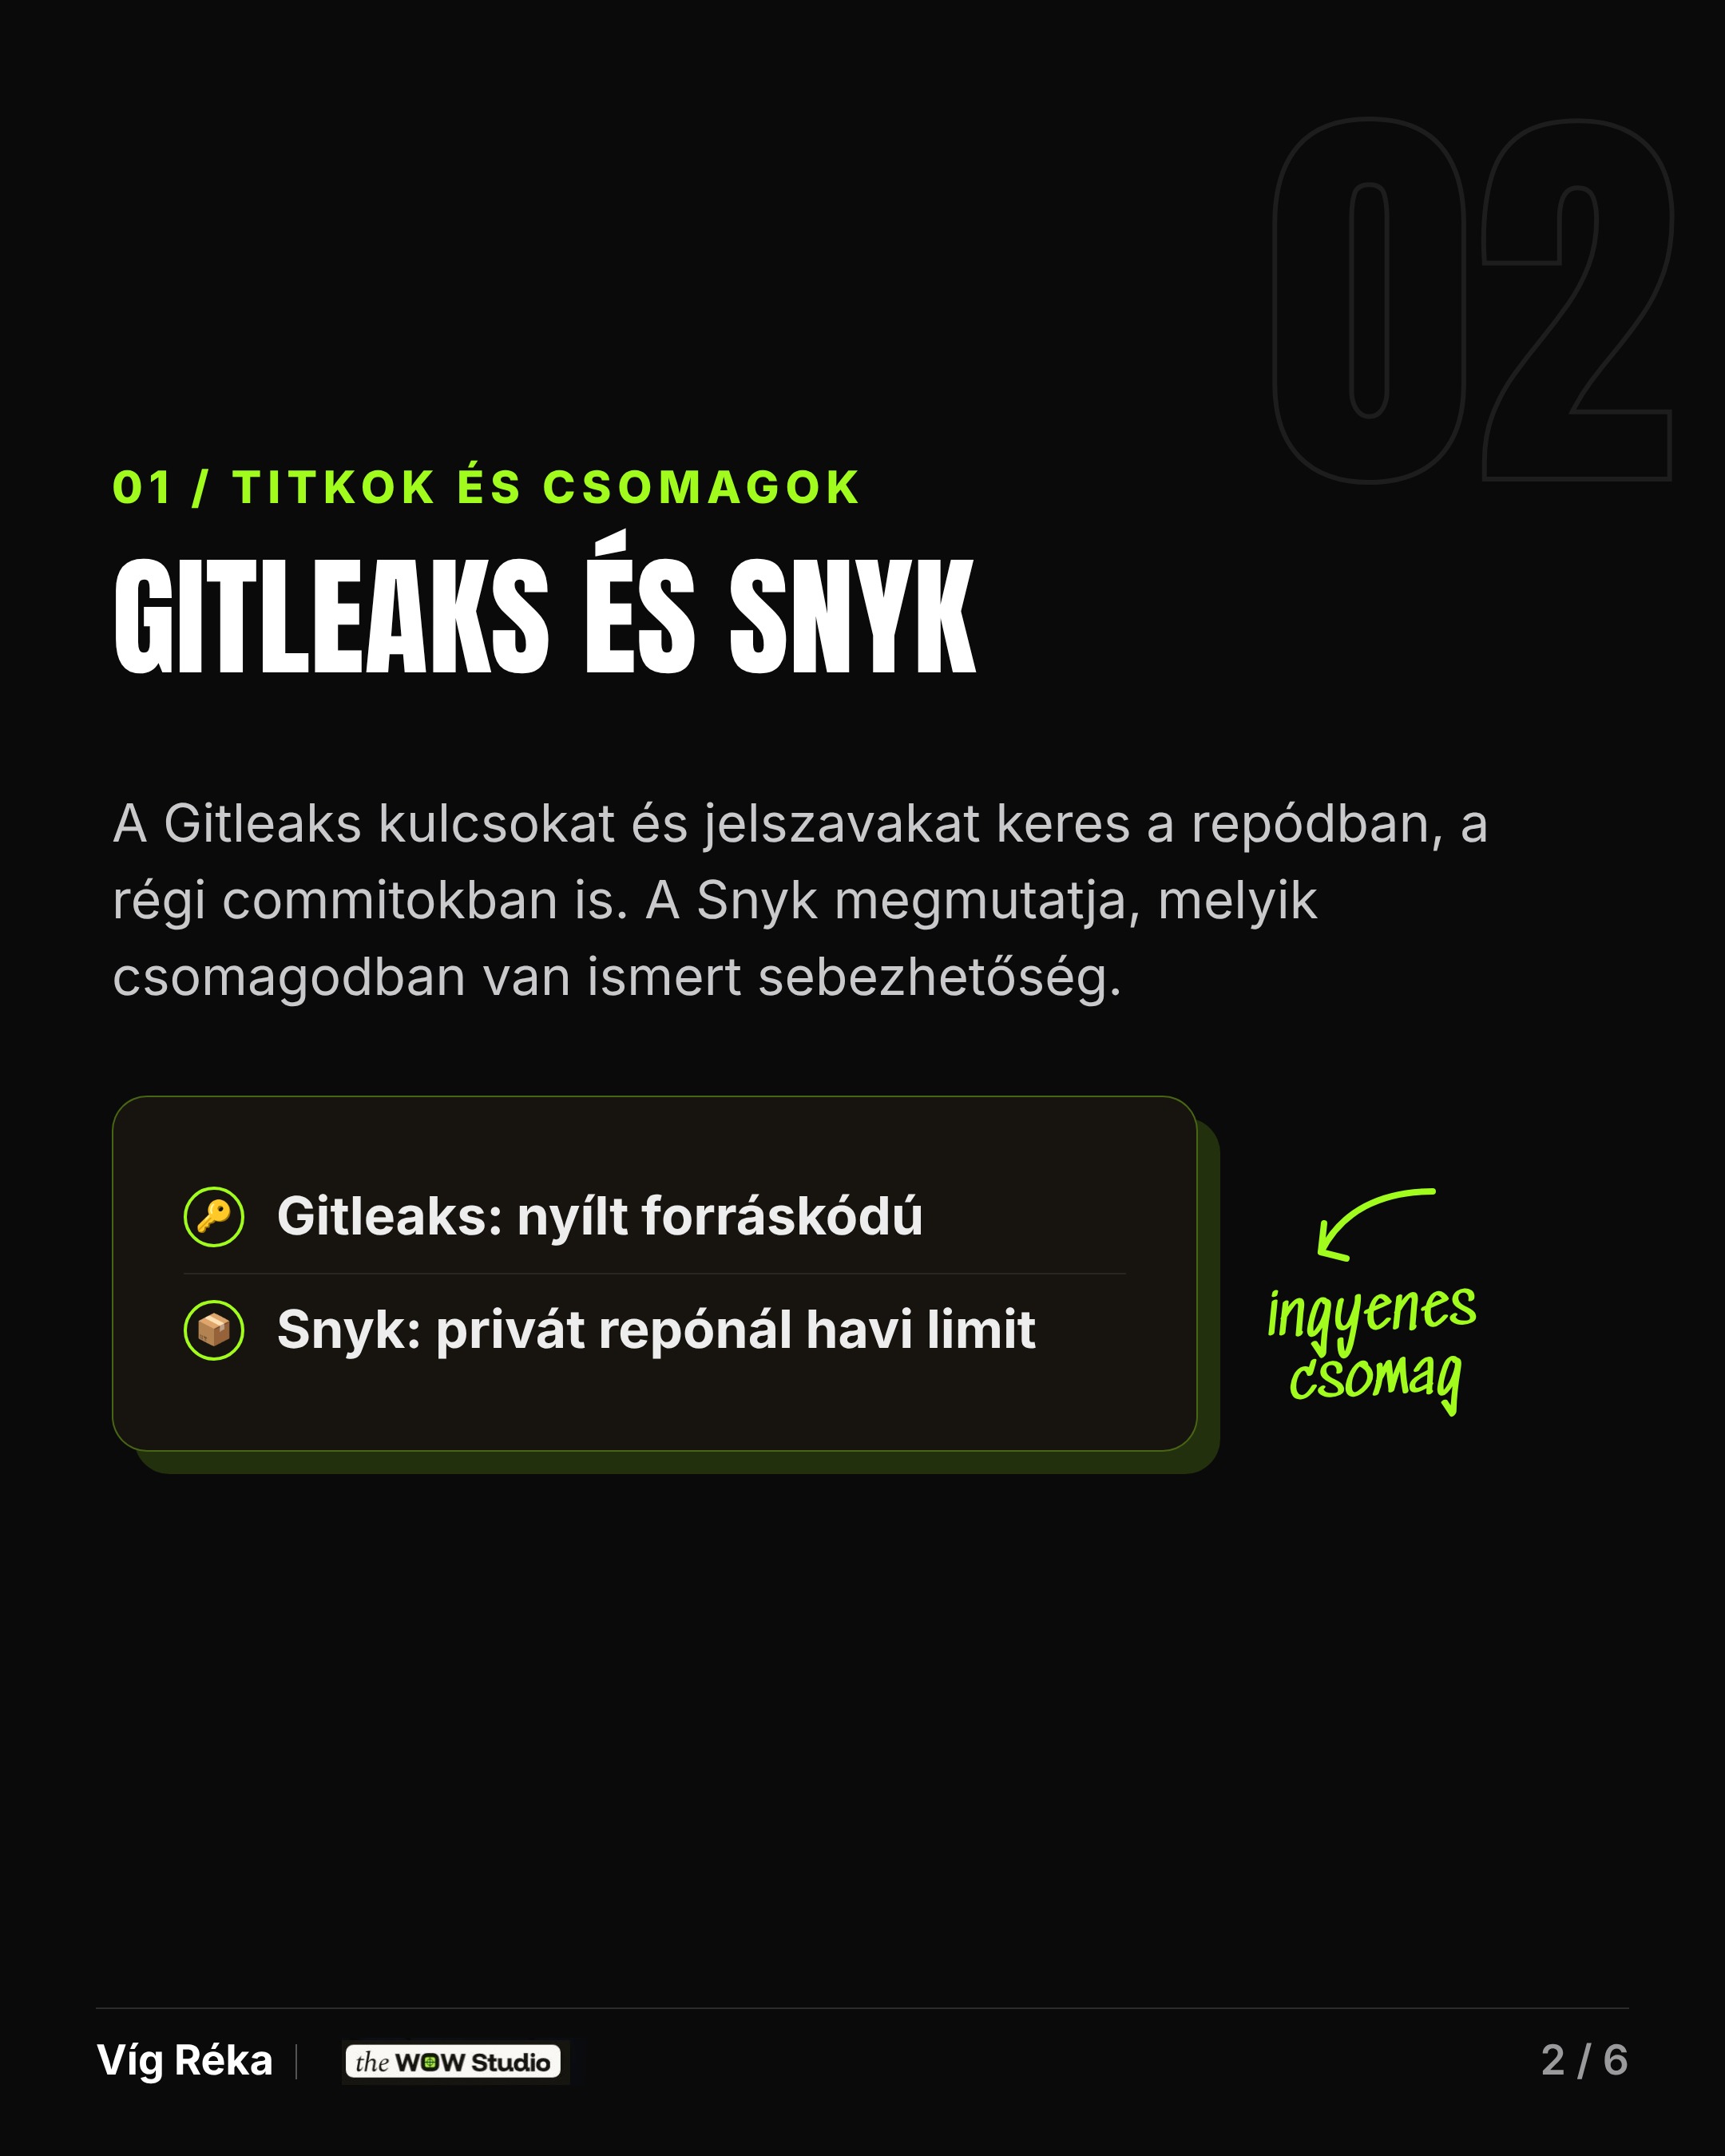 02
01 / TITKOK ÉS CSOMAGOK
GITLEAKS ÉS SNYK
A Gitleaks kulcsokat és jelszavakat keres a repódban, a
régi commitokban is. A Snyk megmutatja, melyik
csomagodban van ismert sebezhetőség.
Gitleaks: nyílt forráskódú
Snyk: privát repónál havi limit
ingyenes
csomag
Víg Réka
the WOW Studio
2 / 6